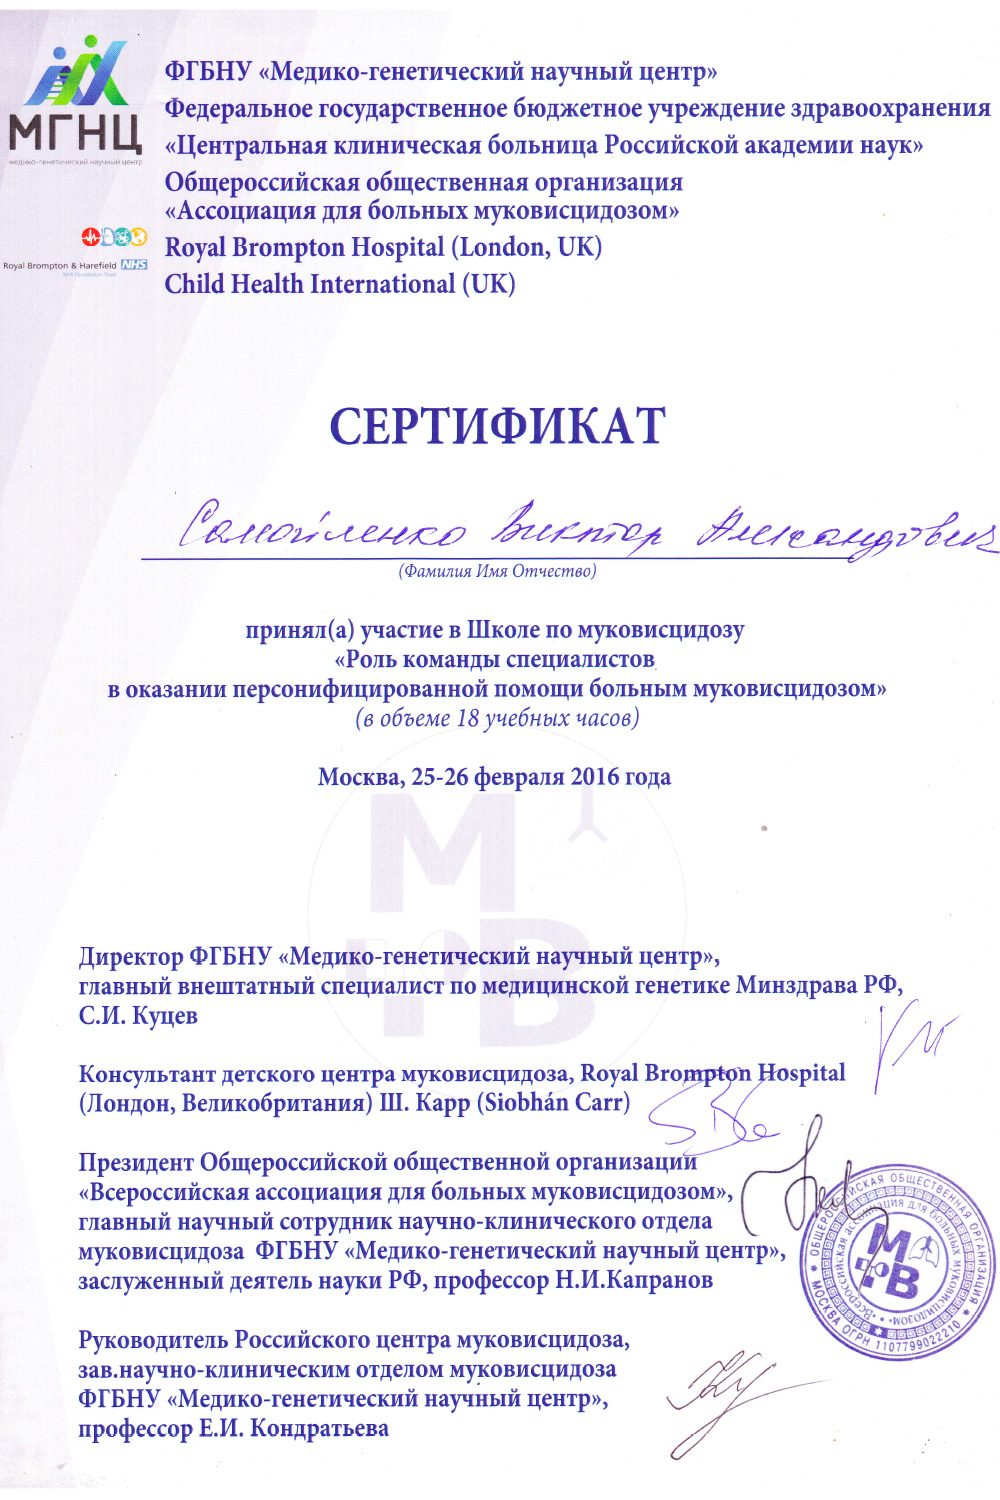 МГНЦ
медико-генетический научный центр
ФГБНУ «Медико-генетический научный центр»
Федеральное государственное бюджетное учреждение здравоохранения
«Центральная клиническая больница Российской академии наук»
Общероссийская общественная организация
«Ассоциация для больных муковисцидозом»
Royal Brompton & Harefield NHS
NHS Foundation Trust
Royal Brompton Hospital (London, UK)
Child Health International (UK)
СЕРТИФИКАТ
Самойленко Виктор Александрович
(Фамилия Имя Отчество)
принял(а) участие в Школе по муковисцидозу
«Роль команды специалистов
в оказании персонифицированной помощи больным муковисцидозом»
(в объеме 18 учебных часов)
Москва, 25-26 февраля 2016 года
М
В
Директор ФГБНУ «Медико-генетический научный центр»,
главный внештатный специалист по медицинской генетике Минздрава РФ,
С.И. Куцев
Консультант детского центра муковисцидоза, Royal Brompton Hospital
(Лондон, Великобритания) Ш. Карр (Siobhán Carr)
Президент Общероссийской общественной организации
«Всероссийская ассоциация для больных муковисцидозом»,
главный научный сотрудник научно-клинического отдела
муковисцидоза ФГБНУ «Медико-генетический научный центр»,
заслуженный деятель науки РФ, профессор Н.И.Капранов
ОБЩЕРОССИЙСКАЯ ОБЩЕСТВЕННАЯ ОРГАНИЗАЦИЯ
МОСКВА ОГРН 1107799022210
«Всероссийская ассоциация для больных муковисцидозом»
М
В
Руководитель Российского центра муковисцидоза,
зав.научно-клиническим отделом муковисцидоза
ФГБНУ «Медико-генетический научный центр»,
профессор Е.И. Кондратьева